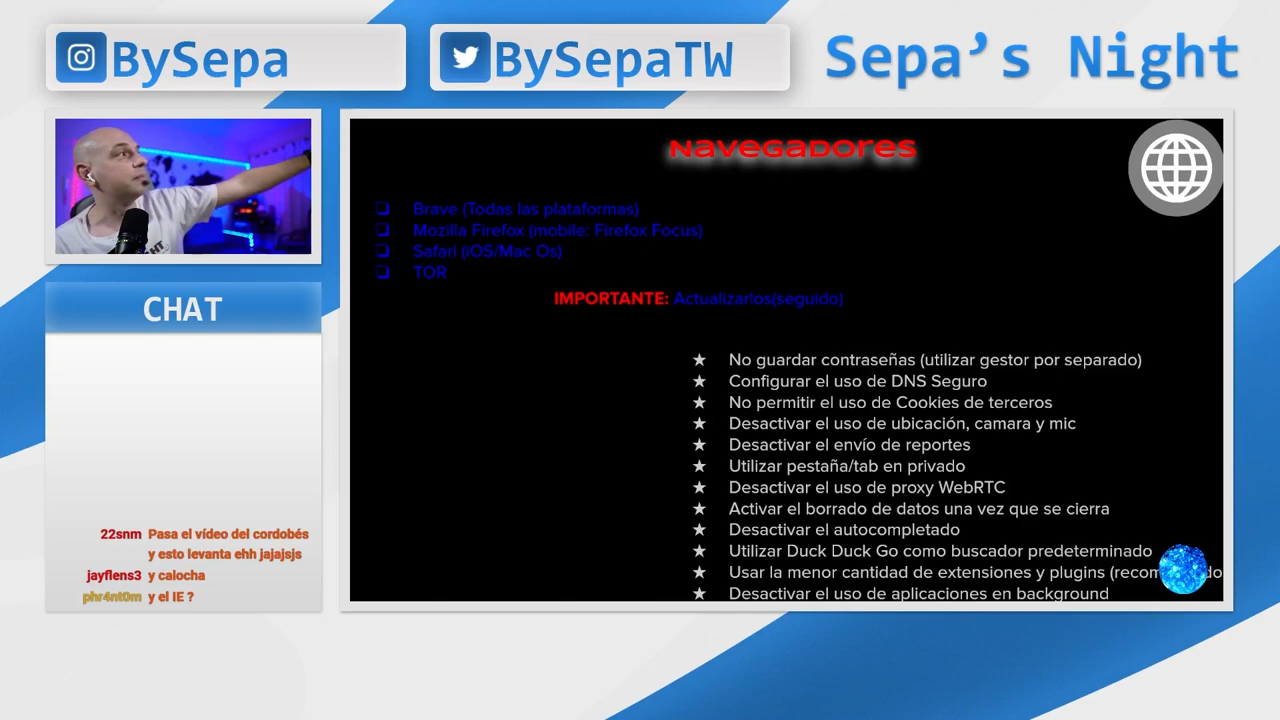 BySepa
BySepaTW
Sepa's Night
Navegadores
Brave (Todas las plataformas)
Mozilla Firefox (mobile: Firefox Focus)
Safari (iOS/Mac Os)
TOR
IMPORTANTE: Actualizarlos(seguido)
No guardar contraseñas (utilizar gestor por separado)
Configurar el uso de DNS Seguro
No permitir el uso de Cookies de terceros
Desactivar el uso de ubicación, camara y mic
Desactivar el envío de reportes
Utilizar pestaña/tab en privado
Desactivar el uso de proxy WebRTC
Activar el borrado de datos una vez que se cierra
Desactivar el autocompletado
Utilizar Duck Duck Go como buscador predeterminado
Usar la menor cantidad de extensiones y plugins
Desactivar el uso de aplicaciones en background
CHAT
22snm Pasa el vídeo del cordobés
y esto levanta ehh jajajsjs
jayflens3 y calocha
phr4nt0m y el IE ?